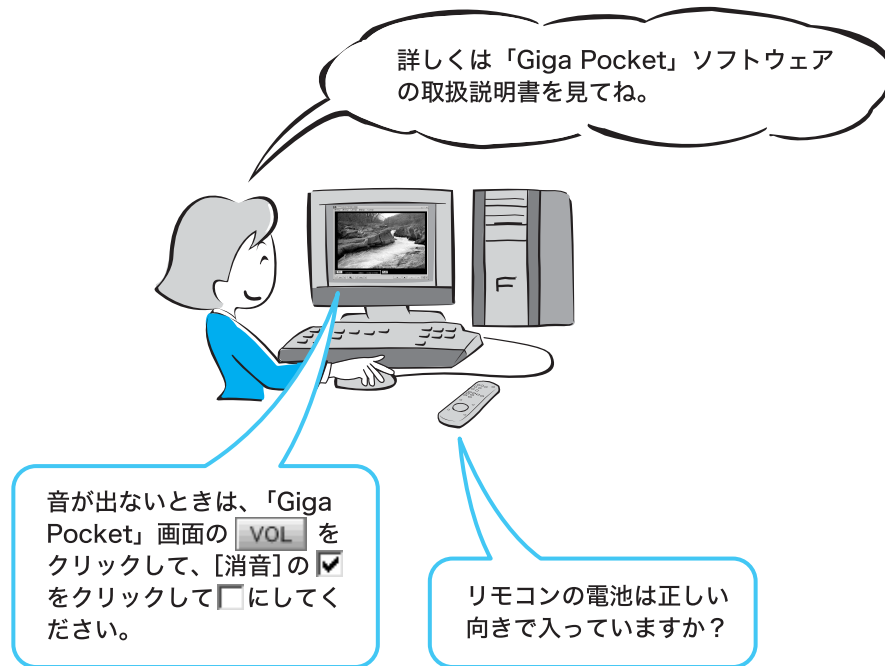 詳しくは「Giga Pocket」ソフトウェア
の取扱説明書を見てね。
音が出ないときは、「Giga
Pocket」画面の VOL を
クリックして、[消音]の☑
をクリックして☐にしてく
ださい。
リモコンの電池は正しい
向きで入っていますか？